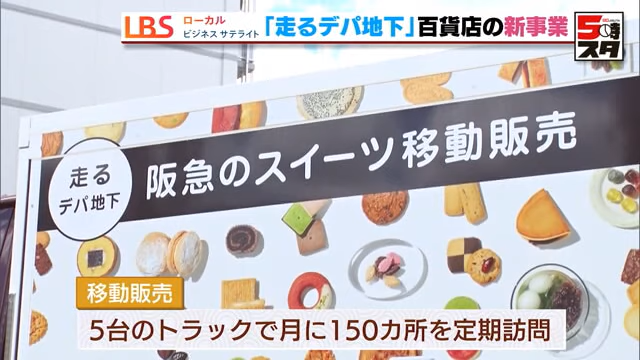 LBS ローカル ビジネス サテライト
「走るデパ地下」百貨店の新事業
5時スタ
走る
デパ地下
阪急のスイーツ移動販売
移動販売
5台のトラックで月に150カ所を定期訪問